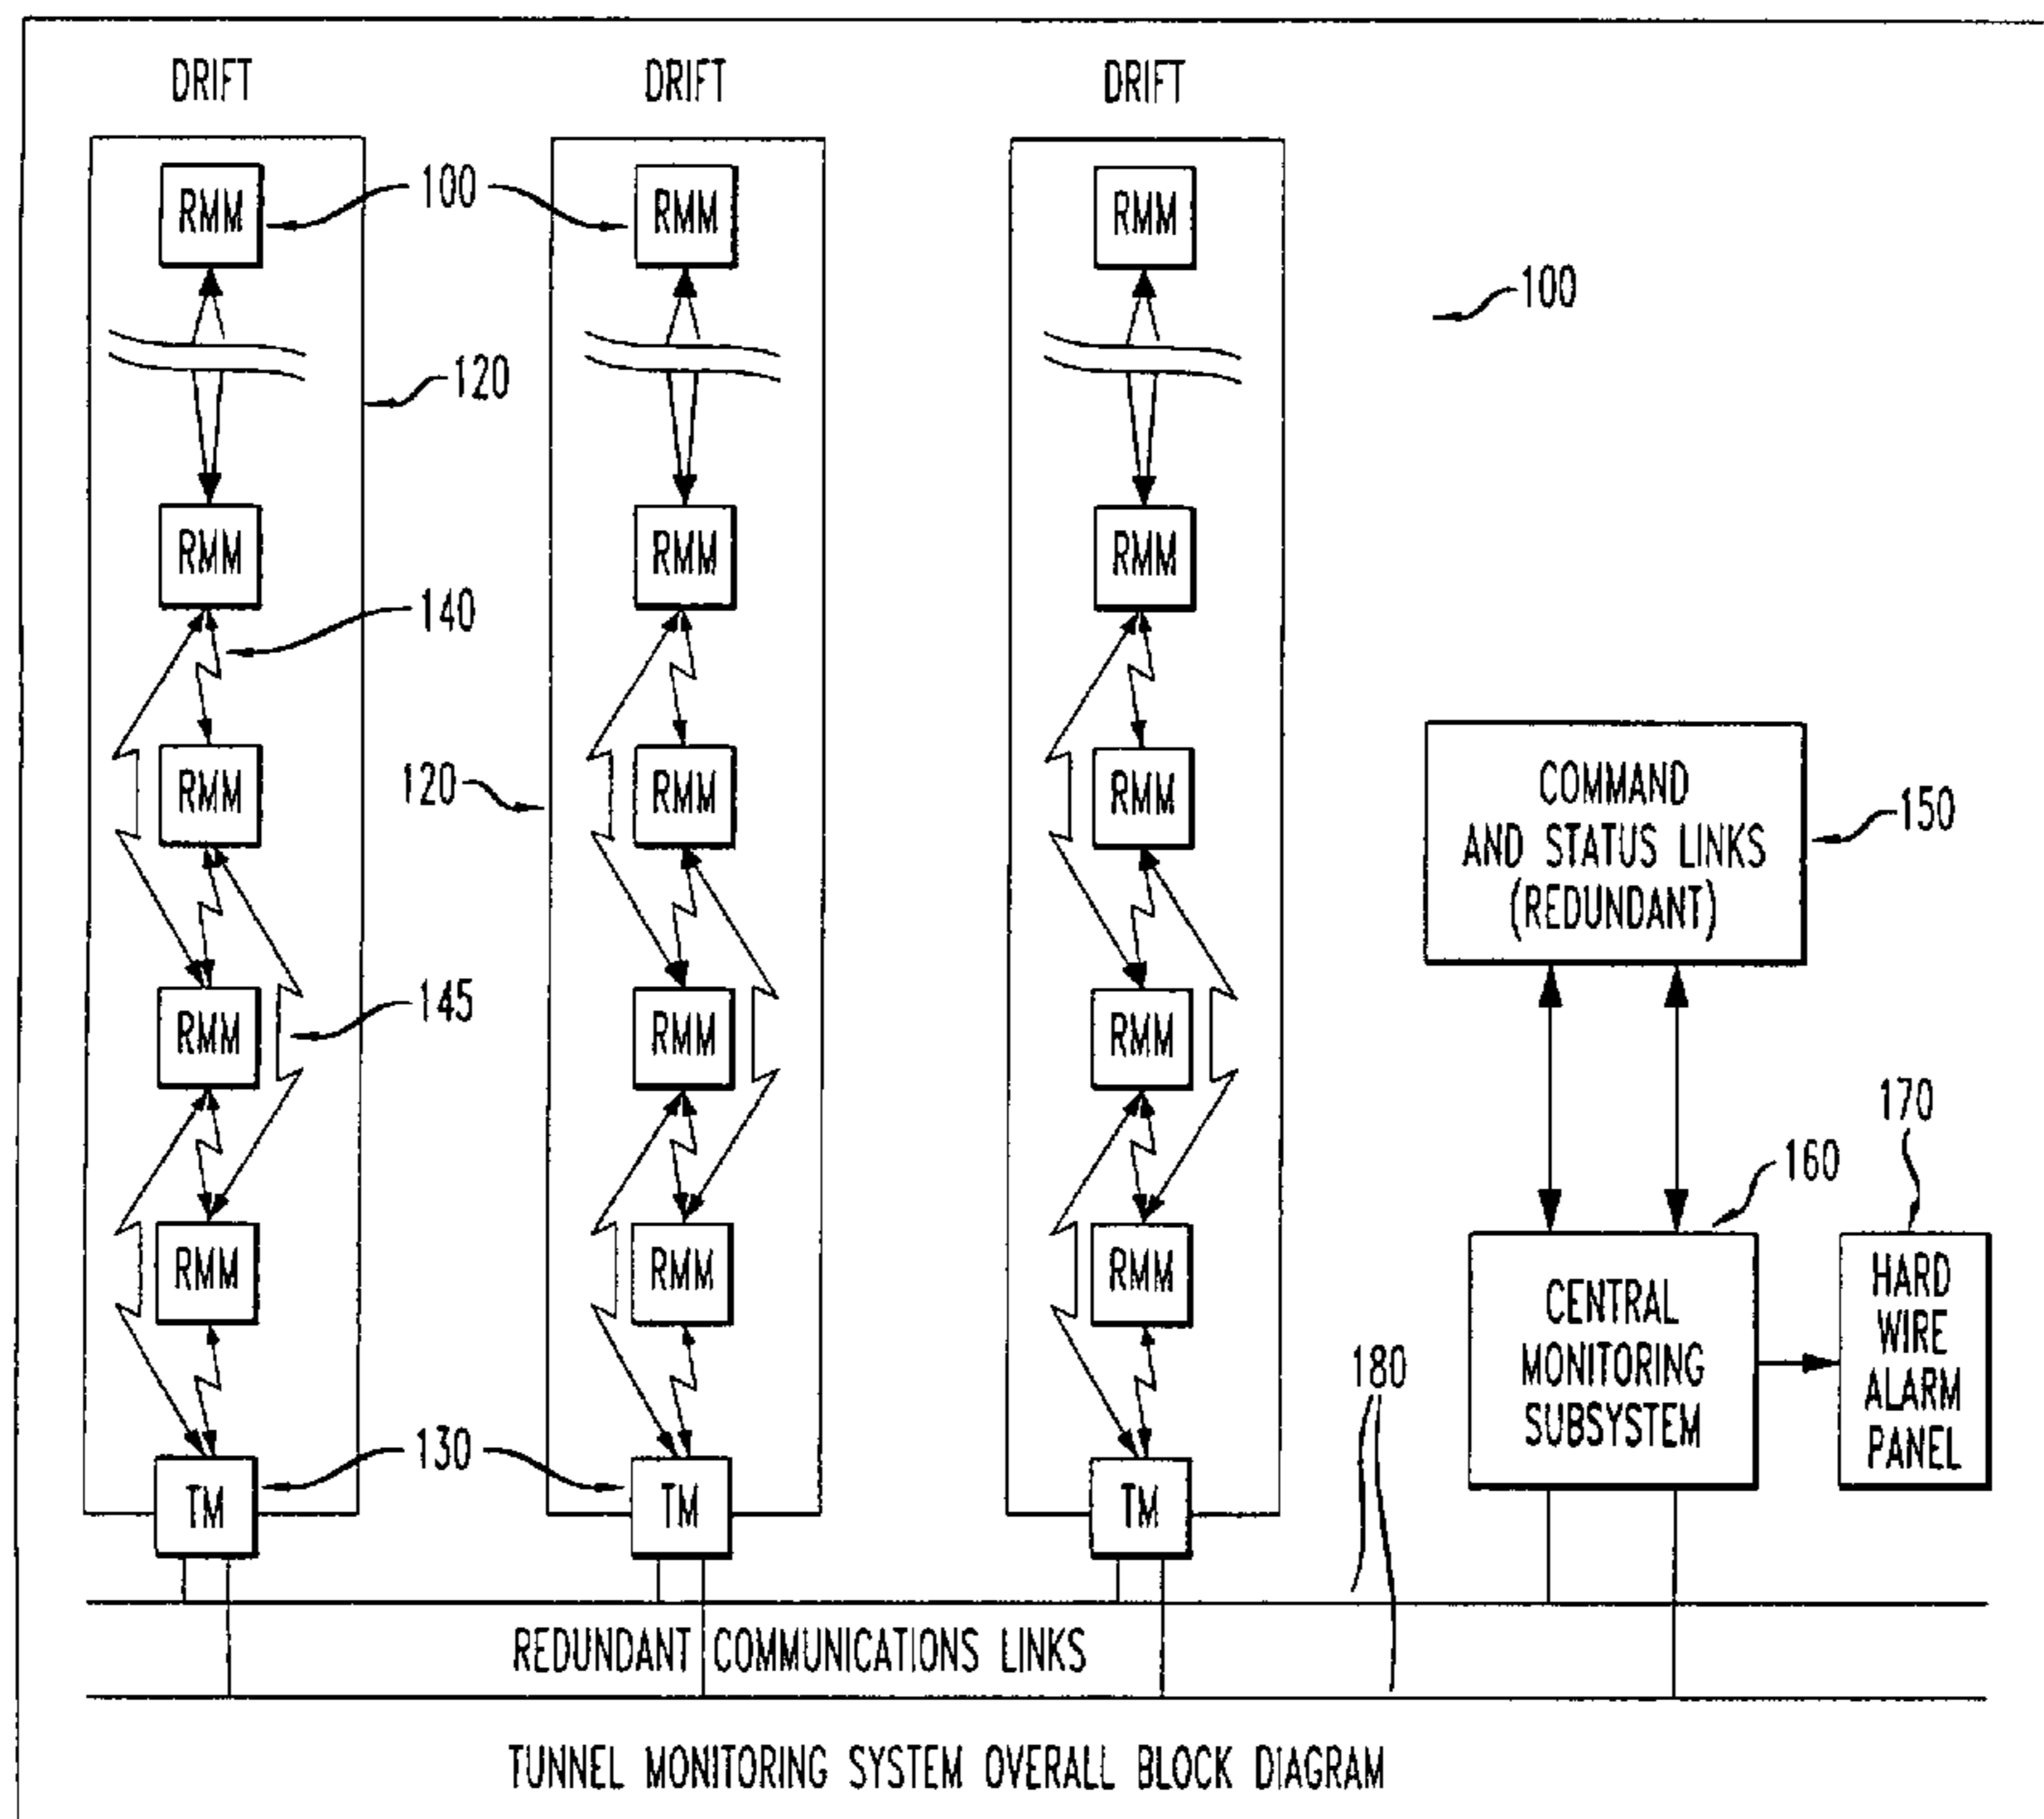 DRIFT DRIFT DRIFT
RMM 100 RMM RMM
100
120
RMM RMM RMM
140
RMM 120 RMM RMM
COMMAND
AND STATUS LINKS
(REDUNDANT)
150
RMM 145 RMM RMM
170
160
RMM RMM RMM
CENTRAL
MONITORING
SUBSYSTEM
HARD
WIRE
ALARM
PANEL
180
TM 130 TM TM
REDUNDANT COMMUNICATIONS LINKS
TUNNEL MONITORING SYSTEM OVERALL BLOCK DIAGRAM